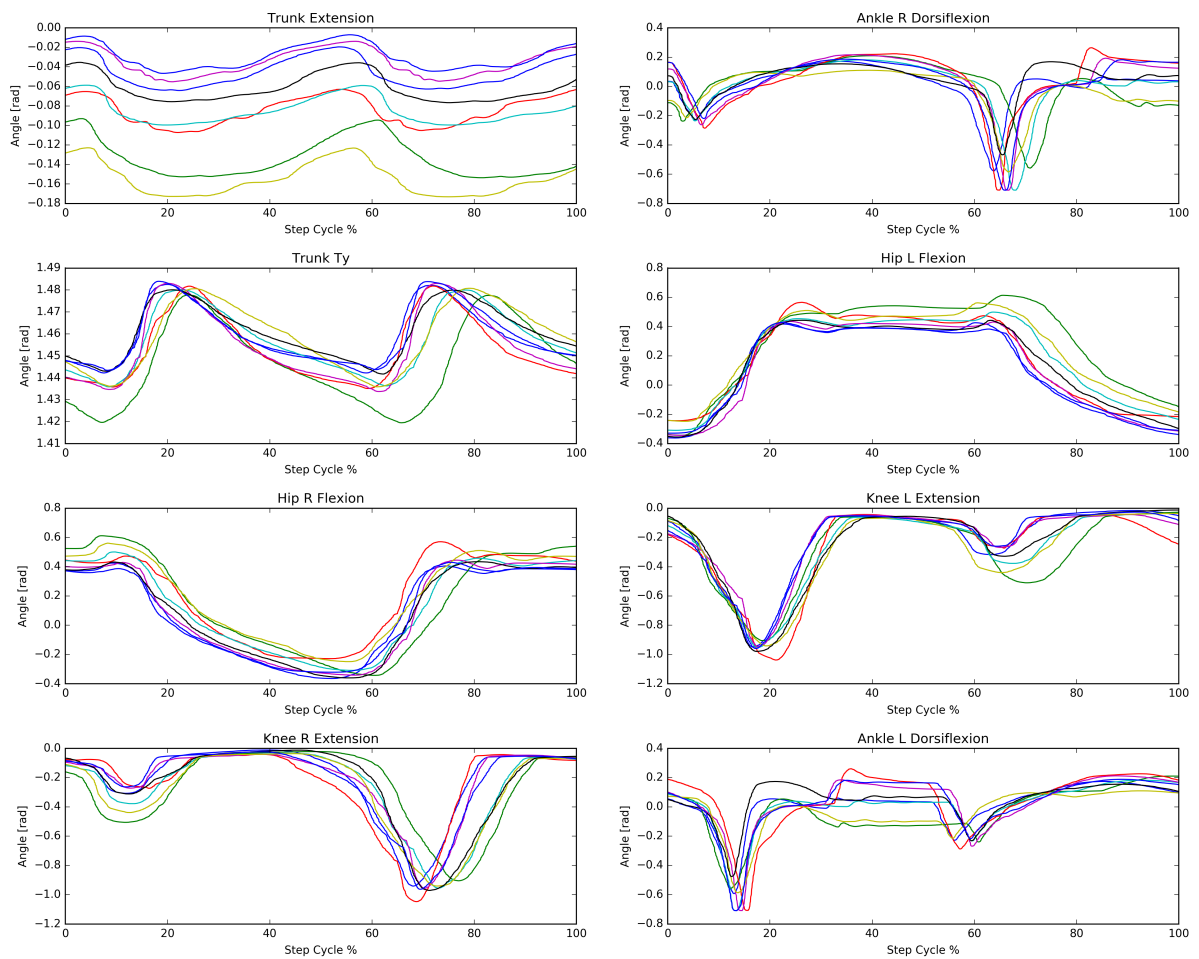 Trunk Extension
0.00
−0.02
−0.04
−0.06
−0.08
−0.10
−0.12
−0.14
−0.16
−0.18
Angle [rad]
0 20 40 60 80 100
Step Cycle %
Ankle R Dorsiflexion
0.4
0.2
0.0
−0.2
−0.4
−0.6
−0.8
Angle [rad]
0 20 40 60 80 100
Step Cycle %
Trunk Ty
1.49
1.48
1.47
1.46
1.45
1.44
1.43
1.42
1.41
Angle [rad]
0 20 40 60 80 100
Step Cycle %
Hip L Flexion
0.8
0.6
0.4
0.2
0.0
−0.2
−0.4
Angle [rad]
0 20 40 60 80 100
Step Cycle %
Hip R Flexion
0.8
0.6
0.4
0.2
0.0
−0.2
−0.4
Angle [rad]
0 20 40 60 80 100
Step Cycle %
Knee L Extension
0.0
−0.2
−0.4
−0.6
−0.8
−1.0
−1.2
Angle [rad]
0 20 40 60 80 100
Step Cycle %
Knee R Extension
0.0
−0.2
−0.4
−0.6
−0.8
−1.0
−1.2
Angle [rad]
0 20 40 60 80 100
Step Cycle %
Ankle L Dorsiflexion
0.4
0.2
0.0
−0.2
−0.4
−0.6
−0.8
Angle [rad]
0 20 40 60 80 100
Step Cycle %